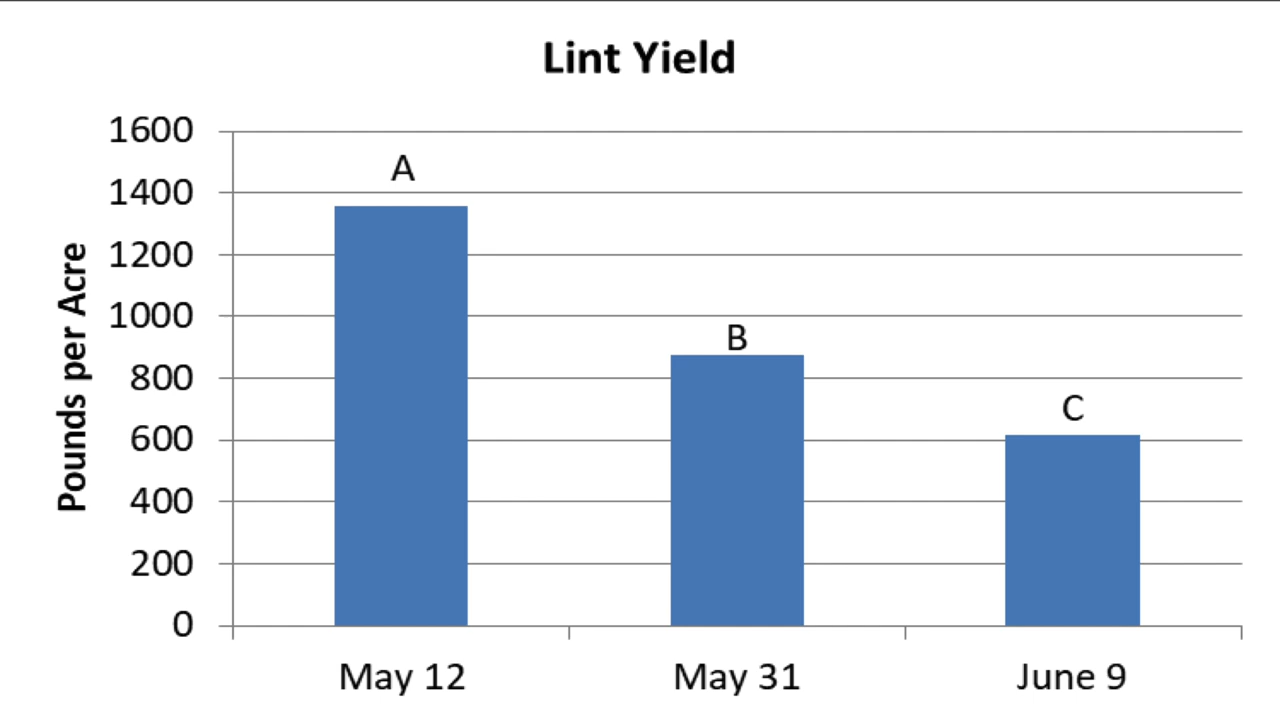 Lint Yield
1600
1400
1200
1000
800
600
400
200
0
Pounds per Acre
A
B
C
May 12
May 31
June 9